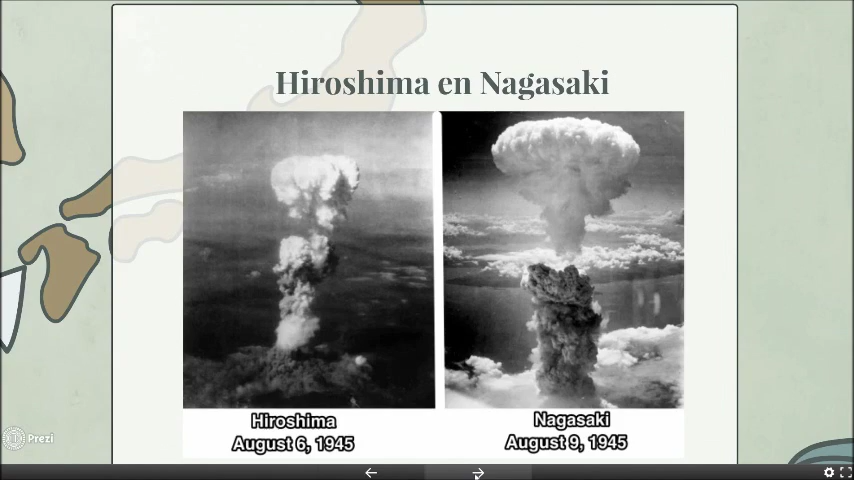 Hiroshima en Nagasaki
Hiroshima
August 6, 1945
Nagasaki
August 9, 1945
Prezi